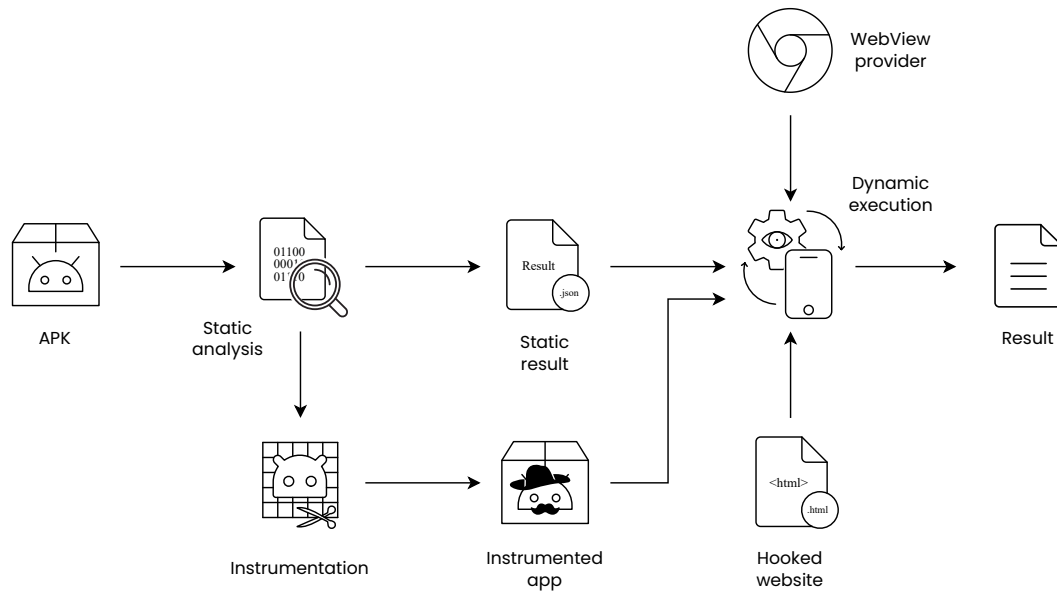 WebView
provider
Dynamic
execution
01100
0001
01110
Result
.json
APK
Static
analysis
Static
result
Result
<html>
.html
Instrumentation
Instrumented
app
Hooked
website